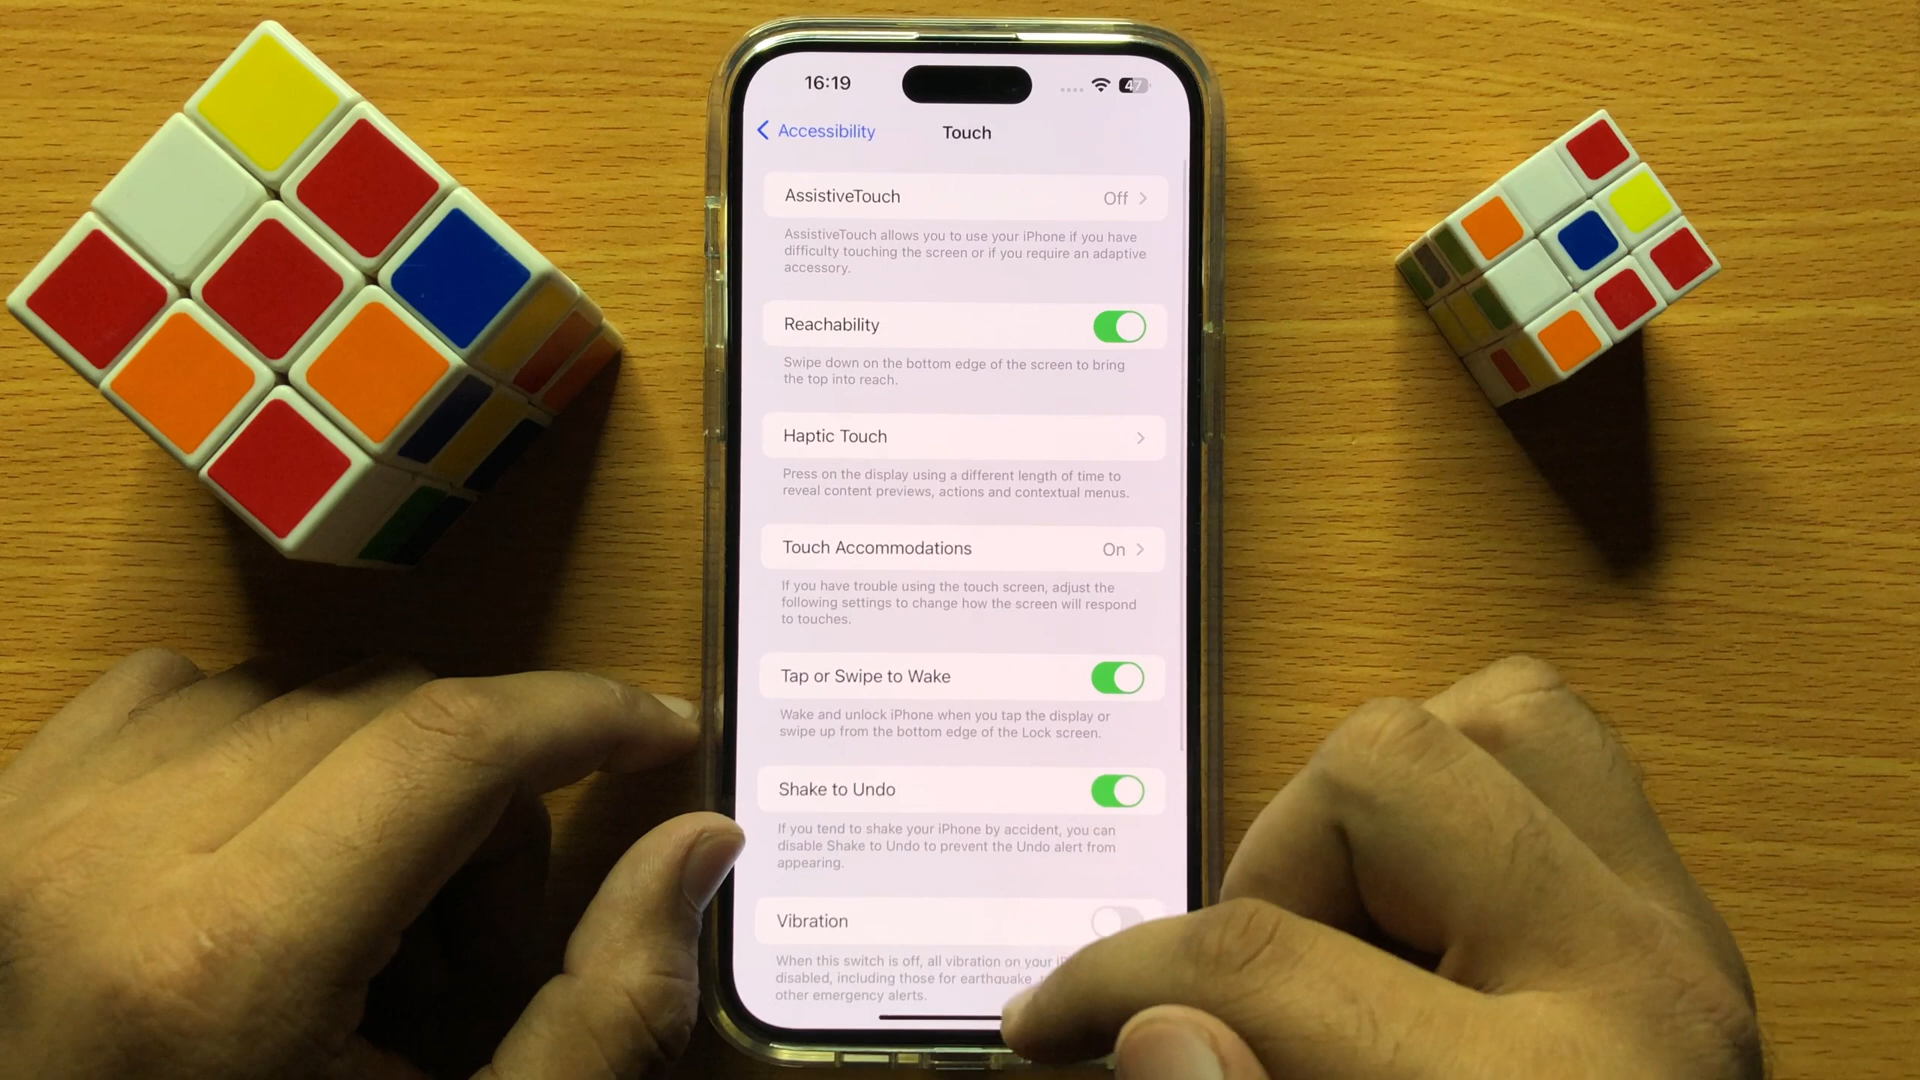 16:19
47
Accessibility
Touch
AssistiveTouch
Off
AssistiveTouch allows you to use your iPhone if you have
difficulty touching the screen or if you require an adaptive
accessory.
Reachability
Swipe down on the bottom edge of the screen to bring
the top into reach.
Haptic Touch
Press on the display using a different length of time to
reveal content previews, actions and contextual menus.
Touch Accommodations
On
If you have trouble using the touch screen, adjust the
following settings to change how the screen will respond
to touches.
Tap or Swipe to Wake
Wake and unlock iPhone when you tap the display or
swipe up from the bottom edge of the Lock screen.
Shake to Undo
If you tend to shake your iPhone by accident, you can
disable Shake to Undo to prevent the Undo alert from
appearing.
Vibration
When this switch is off, all vibration on your
disabled, including those for earthquake,
other emergency alerts.